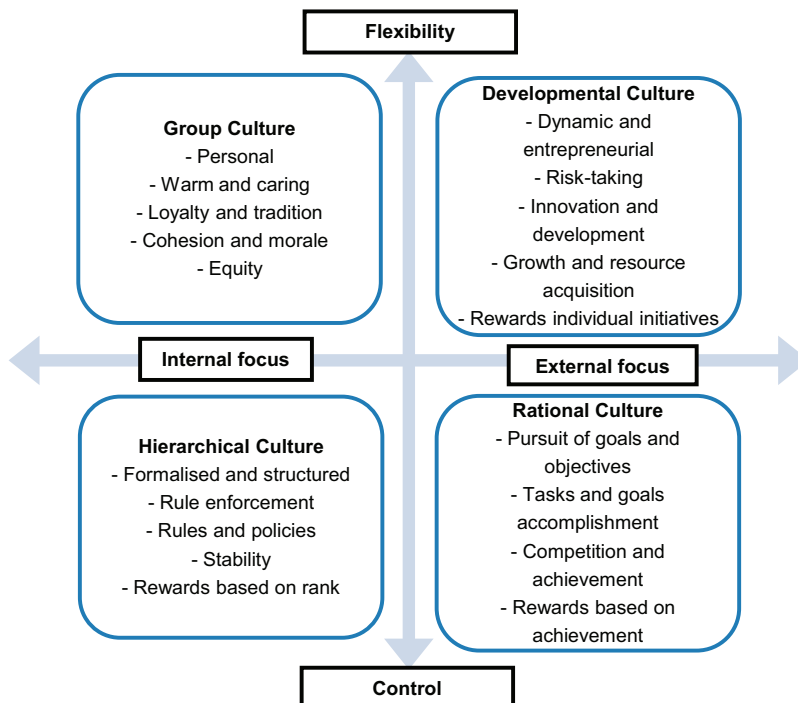 Flexibility
Group Culture
- Personal
- Warm and caring
- Loyalty and tradition
- Cohesion and morale
- Equity
Developmental Culture
- Dynamic and
entrepreneurial
- Risk-taking
- Innovation and
development
- Growth and resource
acquisition
- Rewards individual initiatives
Internal focus
External focus
Hierarchical Culture
- Formalised and structured
- Rule enforcement
- Rules and policies
- Stability
- Rewards based on rank
Rational Culture
- Pursuit of goals and
objectives
- Tasks and goals
accomplishment
- Competition and
achievement
- Rewards based on
achievement
Control